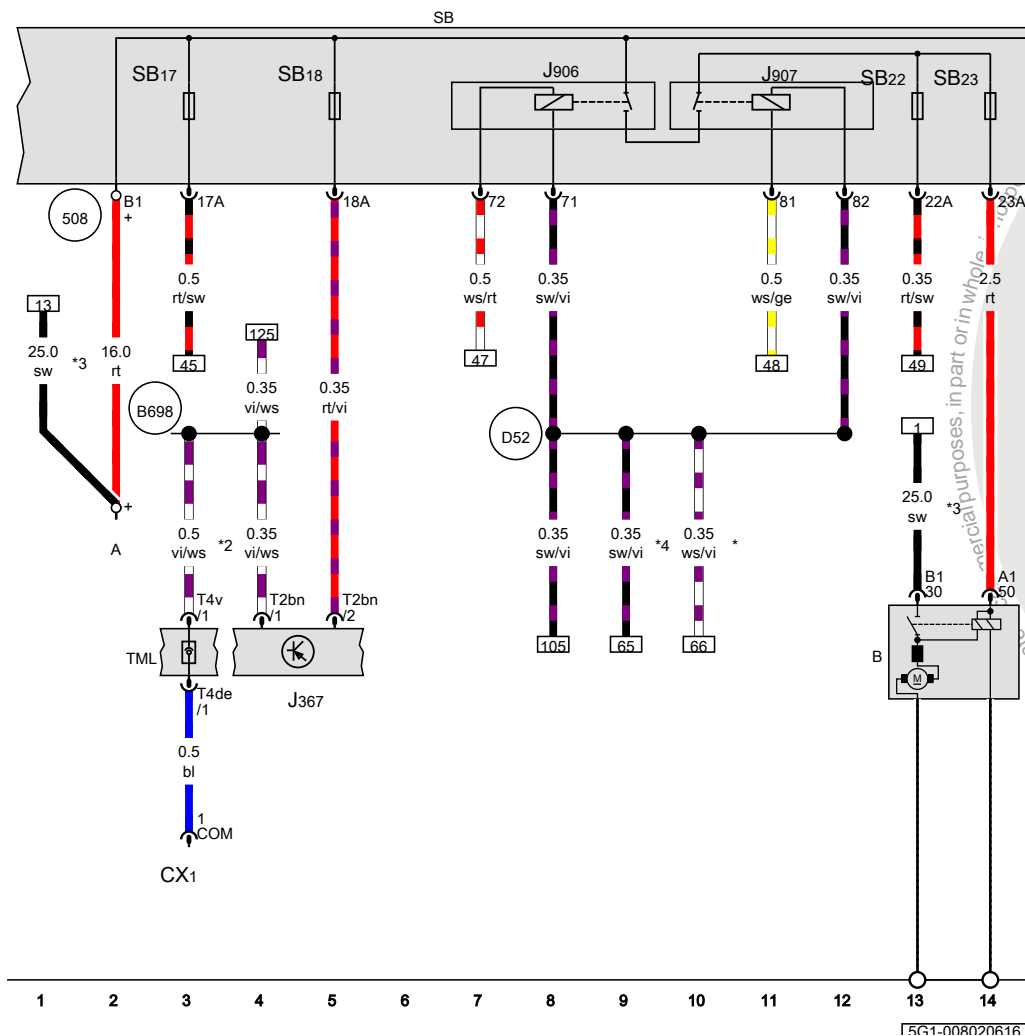 SB
SB17
SB18
J906
J907
SB22
SB23
508
B1
+
17A
18A
72
71
81
82
22A
23A
13
25.0
sw
*3
16.0
rt
0.5
rt/sw
45
125
0.35
vi/ws
0.35
rt/vi
0.5
ws/rt
47
0.35
sw/vi
0.5
ws/ge
48
0.35
sw/vi
0.35
rt/sw
49
2.5
rt
B698
D52
+
A
0.5
vi/ws
*2
0.35
vi/ws
0.35
sw/vi
0.35
sw/vi
*4
0.35
ws/vi
*
1
25.0
sw
*3
T4v
/1
T2bn
/1
T2bn
/2
105
65
66
B1
30
A1
50
TML
J367
B
M
T4de
/1
0.5
bl
1
COM
CX1
mercial purposes, in part or in whole, i
1 2 3 4 5 6 7 8 9 10 11 12 13 14
5G1-008020616